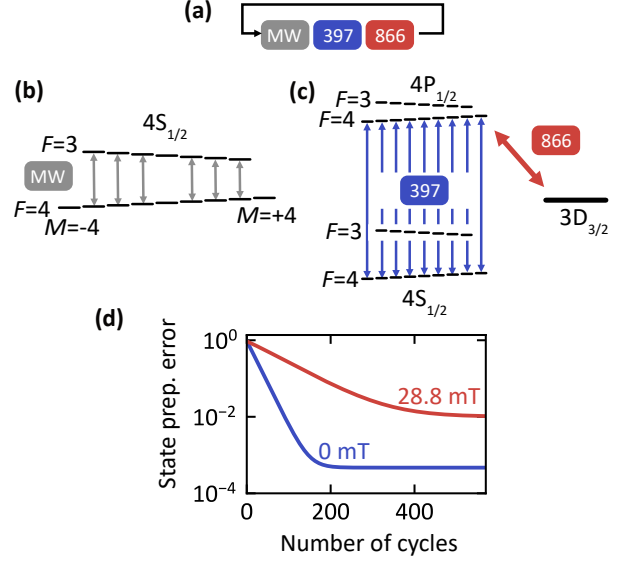 (a)
MW 397 866
(b)
4S1/2
F=3
MW
F=4
M=-4
M=+4
(c)
4P1/2
F=3
F=4
866
397
3D3/2
F=3
F=4
4S1/2
(d)
State prep. error
10^0
10^-2
10^-4
28.8 mT
0 mT
0 200 400
Number of cycles